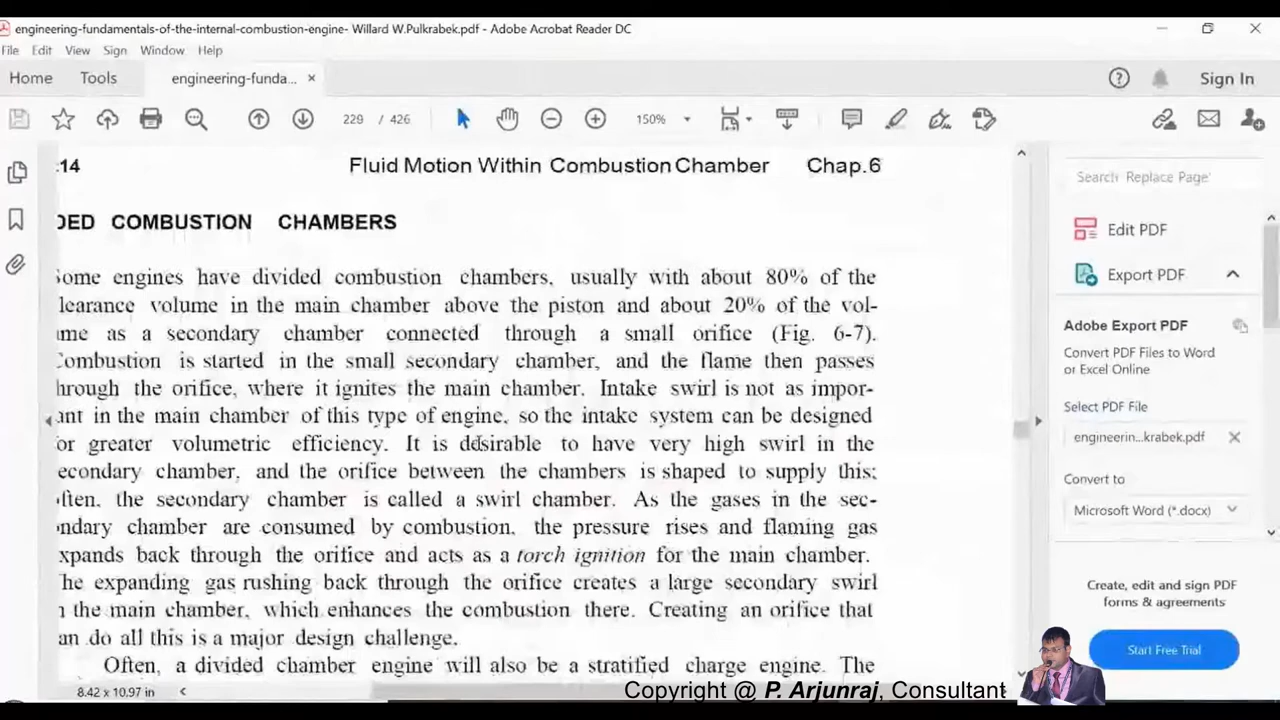 engineering-fundamentals-of-the-internal-combustion-engine- Willard W.Pulkrabek.pdf - Adobe Acrobat Reader DC
File Edit View Sign Window Help
Home Tools engineering-funda... × Sign In
229 / 426 150%
:14 Fluid Motion Within Combustion Chamber Chap.6
DED COMBUSTION CHAMBERS
Some engines have divided combustion chambers, usually with about 80% of the
learance volume in the main chamber above the piston and about 20% of the vol-
ume as a secondary chamber connected through a small orifice (Fig. 6-7).
Combustion is started in the small secondary chamber, and the flame then passes
hrough the orifice, where it ignites the main chamber. Intake swirl is not as impor-
ant in the main chamber of this type of engine, so the intake system can be designed
or greater volumetric efficiency. It is desirable to have very high swirl in the
econdary chamber, and the orifice between the chambers is shaped to supply this;
ften, the secondary chamber is called a swirl chamber. As the gases in the sec-
ondary chamber are consumed by combustion, the pressure rises and flaming gas
xpands back through the orifice and acts as a torch ignition for the main chamber.
The expanding gas rushing back through the orifice creates a large secondary swirl
n the main chamber, which enhances the combustion there. Creating an orifice that
an do all this is a major design challenge.
Often, a divided chamber engine will also be a stratified charge engine. The
8.42 x 10.97 in
Search 'Replace Page'
Edit PDF
Export PDF
Adobe Export PDF
Convert PDF Files to Word
or Excel Online
Select PDF File
engineerin...krabek.pdf
Convert to
Microsoft Word (*.docx)
Create, edit and sign PDF
forms & agreements
Start Free Trial
Copyright @ P. Arjunraj, Consultant